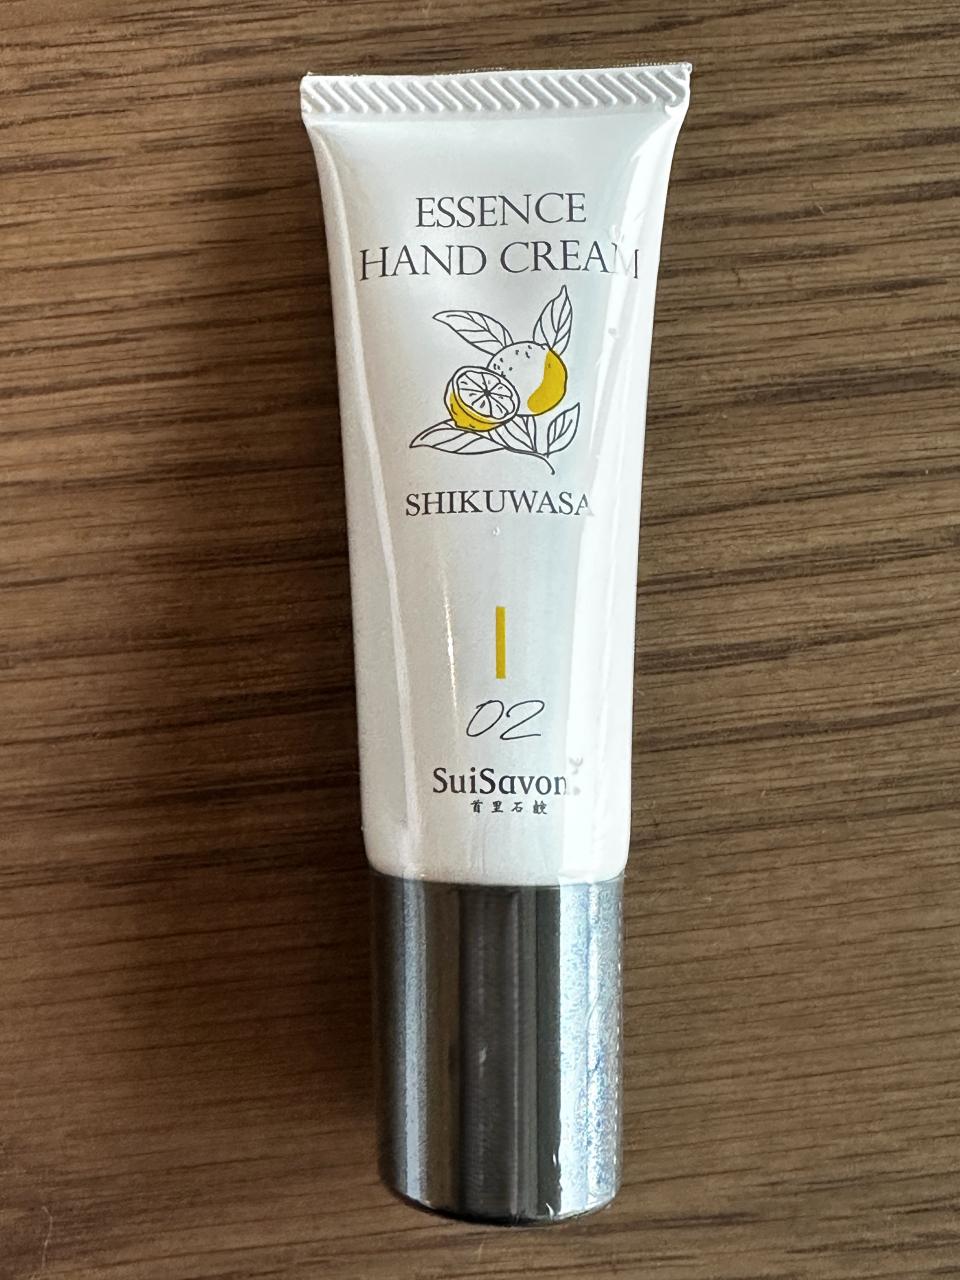 ESSENCE
HAND CREAM
SHIKUWASA
02
SuiSavon
首里石鹸